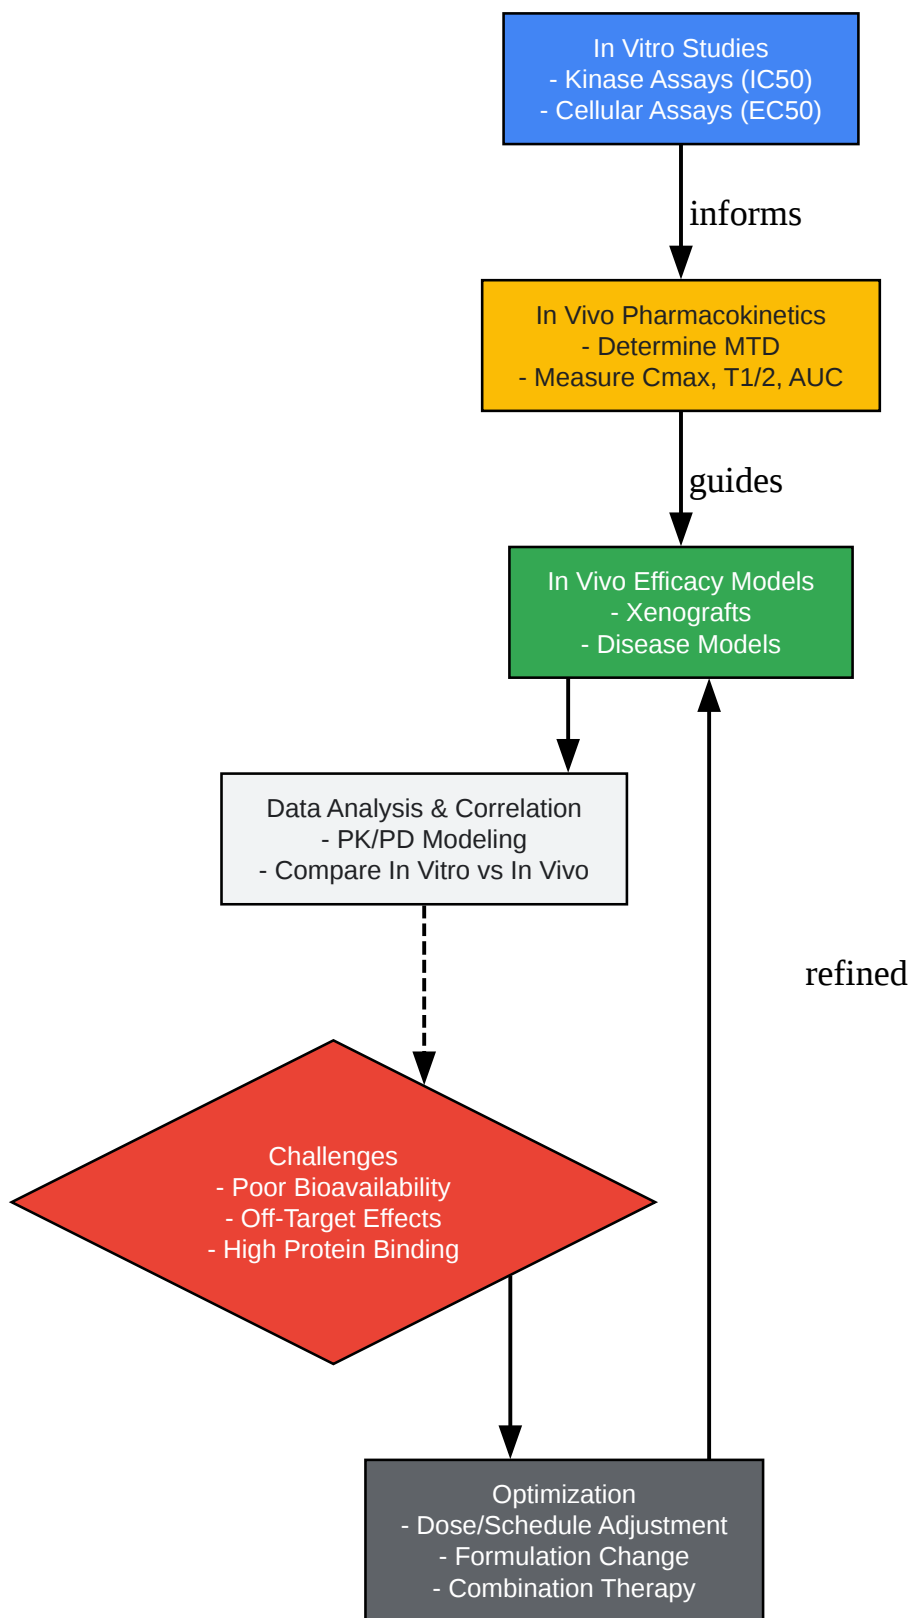 In Vitro Studies
- Kinase Assays (IC50)
- Cellular Assays (EC50)
informs
In Vivo Pharmacokinetics
- Determine MTD
- Measure Cmax, T1/2, AUC
guides
In Vivo Efficacy Models
- Xenografts
- Disease Models
Data Analysis & Correlation
- PK/PD Modeling
- Compare In Vitro vs In Vivo
refined
Challenges
- Poor Bioavailability
- Off-Target Effects
- High Protein Binding
Optimization
- Dose/Schedule Adjustment
- Formulation Change
- Combination Therapy